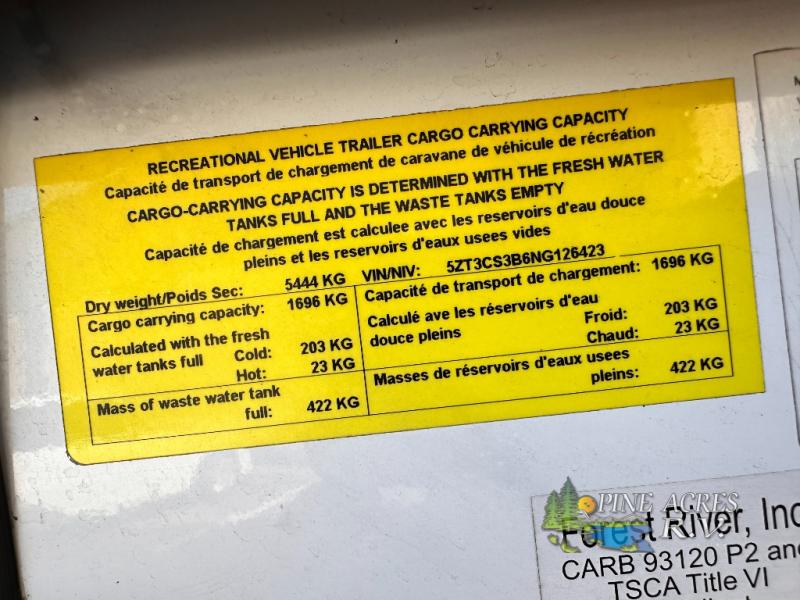 RECREATIONAL VEHICLE TRAILER CARGO CARRYING CAPACITY
Capacité de transport de chargement de caravane de véhicule de récréation
CARGO-CARRYING CAPACITY IS DETERMINED WITH THE FRESH WATER
TANKS FULL AND THE WASTE TANKS EMPTY
Capacité de chargement est calculee avec les reservoirs d'eau douce
pleins et les reservoirs d'eaux usees vides
Dry weight/Poids Sec: 5444 KG VIN/NIV: 5ZT3CS3B6NG126423
Cargo carrying capacity: 1696 KG
Calculated with the fresh
water tanks full Cold: 203 KG
Hot: 23 KG
Mass of waste water tank
full: 422 KG
Capacité de transport de chargement: 1696 KG
Calculé ave les réservoirs d'eau
douce pleins Froid: 203 KG
Chaud: 23 KG
Masses de réservoirs d'eaux usees
pleins: 422 KG
PINE ACRES
RV
Forest River, Inc
CARB 93120 P2 and
TSCA Title VI